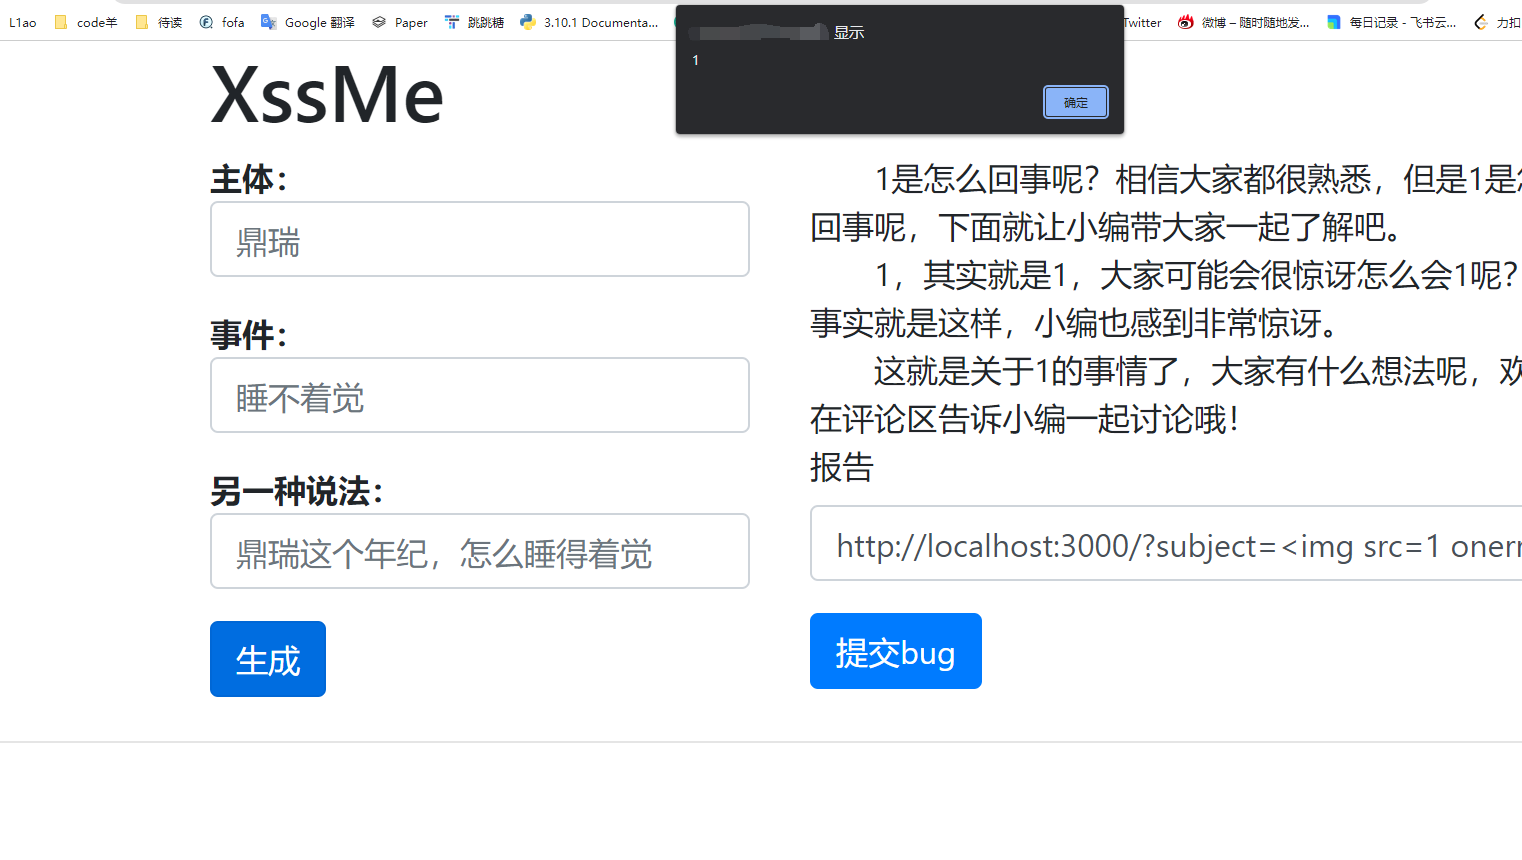 L1ao code羊 待读 fofa Google 翻译 Paper 跳跳糖 3.10.1 Documenta... Twitter 微博 – 随时随地发... 每日记录 - 飞书云... 力扣
显示
1
确定
XssMe
主体：
鼎瑞
事件：
睡不着觉
另一种说法：
鼎瑞这个年纪，怎么睡得着觉
生成
1是怎么回事呢？相信大家都很熟悉，但是1是怎
回事呢，下面就让小编带大家一起了解吧。
1，其实就是1，大家可能会很惊讶怎么会1呢？
事实就是这样，小编也感到非常惊讶。
这就是关于1的事情了，大家有什么想法呢，欢
在评论区告诉小编一起讨论哦！
报告
http://localhost:3000/?subject=<img src=1 onerr
提交bug